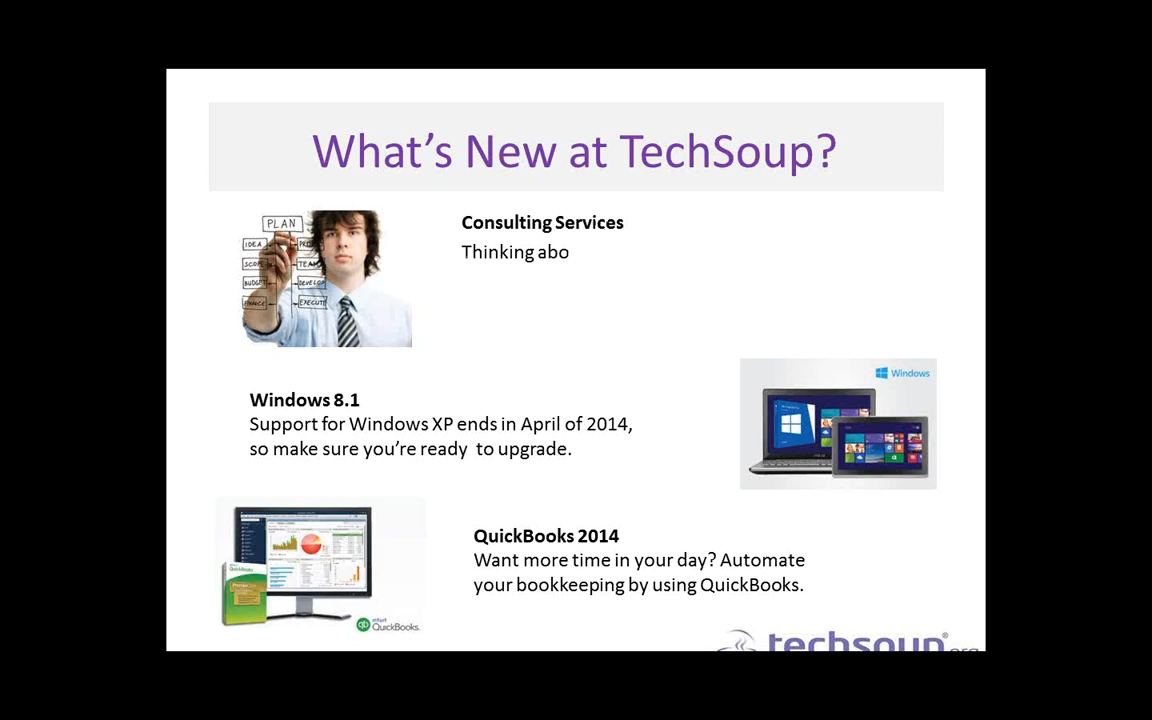 What's New at TechSoup?
PLAN
IDEA
SCOPE
TEAM
BUDGET
DEVELOP
FINANCE
EXECUTE
Consulting Services
Thinking abo
Windows
Windows 8.1
Support for Windows XP ends in April of 2014,
so make sure you're ready to upgrade.
QuickBooks 2014
Want more time in your day? Automate
your bookkeeping by using QuickBooks.
QuickBooks
intuit
QuickBooks.
techsoup®